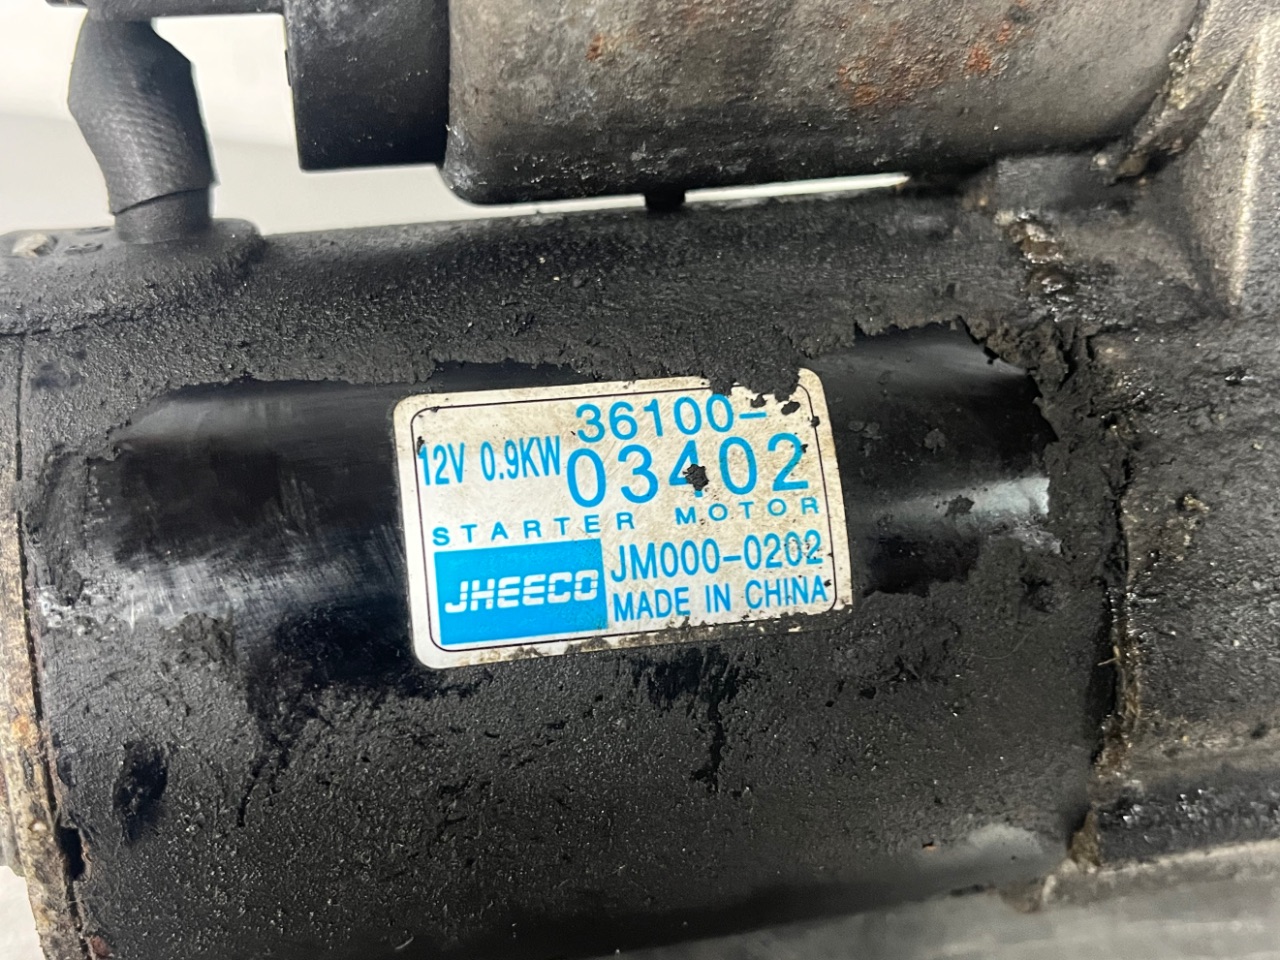 36100-
12V 0.9KW 03402
STARTER MOTOR
JHEECO JM000-0202
MADE IN CHINA